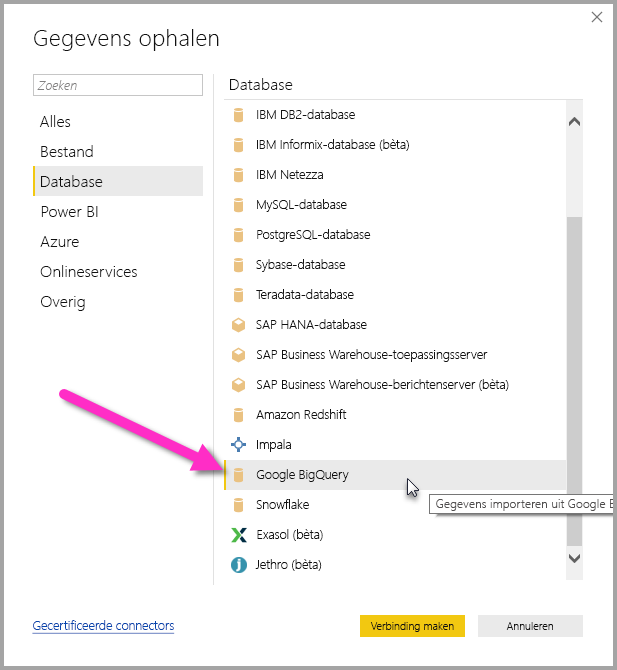 Gegevens ophalen
Zoeken
Alles
Bestand
Database
Power BI
Azure
Onlineservices
Overig
Database
IBM DB2-database
IBM Informix-database (bèta)
IBM Netezza
MySQL-database
PostgreSQL-database
Sybase-database
Teradata-database
SAP HANA-database
SAP Business Warehouse-toepassingsserver
SAP Business Warehouse-berichtenserver (bèta)
Amazon Redshift
Impala
Google BigQuery
Gegevens importeren uit Google
Snowflake
Exasol (bèta)
Jethro (bèta)
Gecertificeerde connectors
Verbinding maken
Annuleren